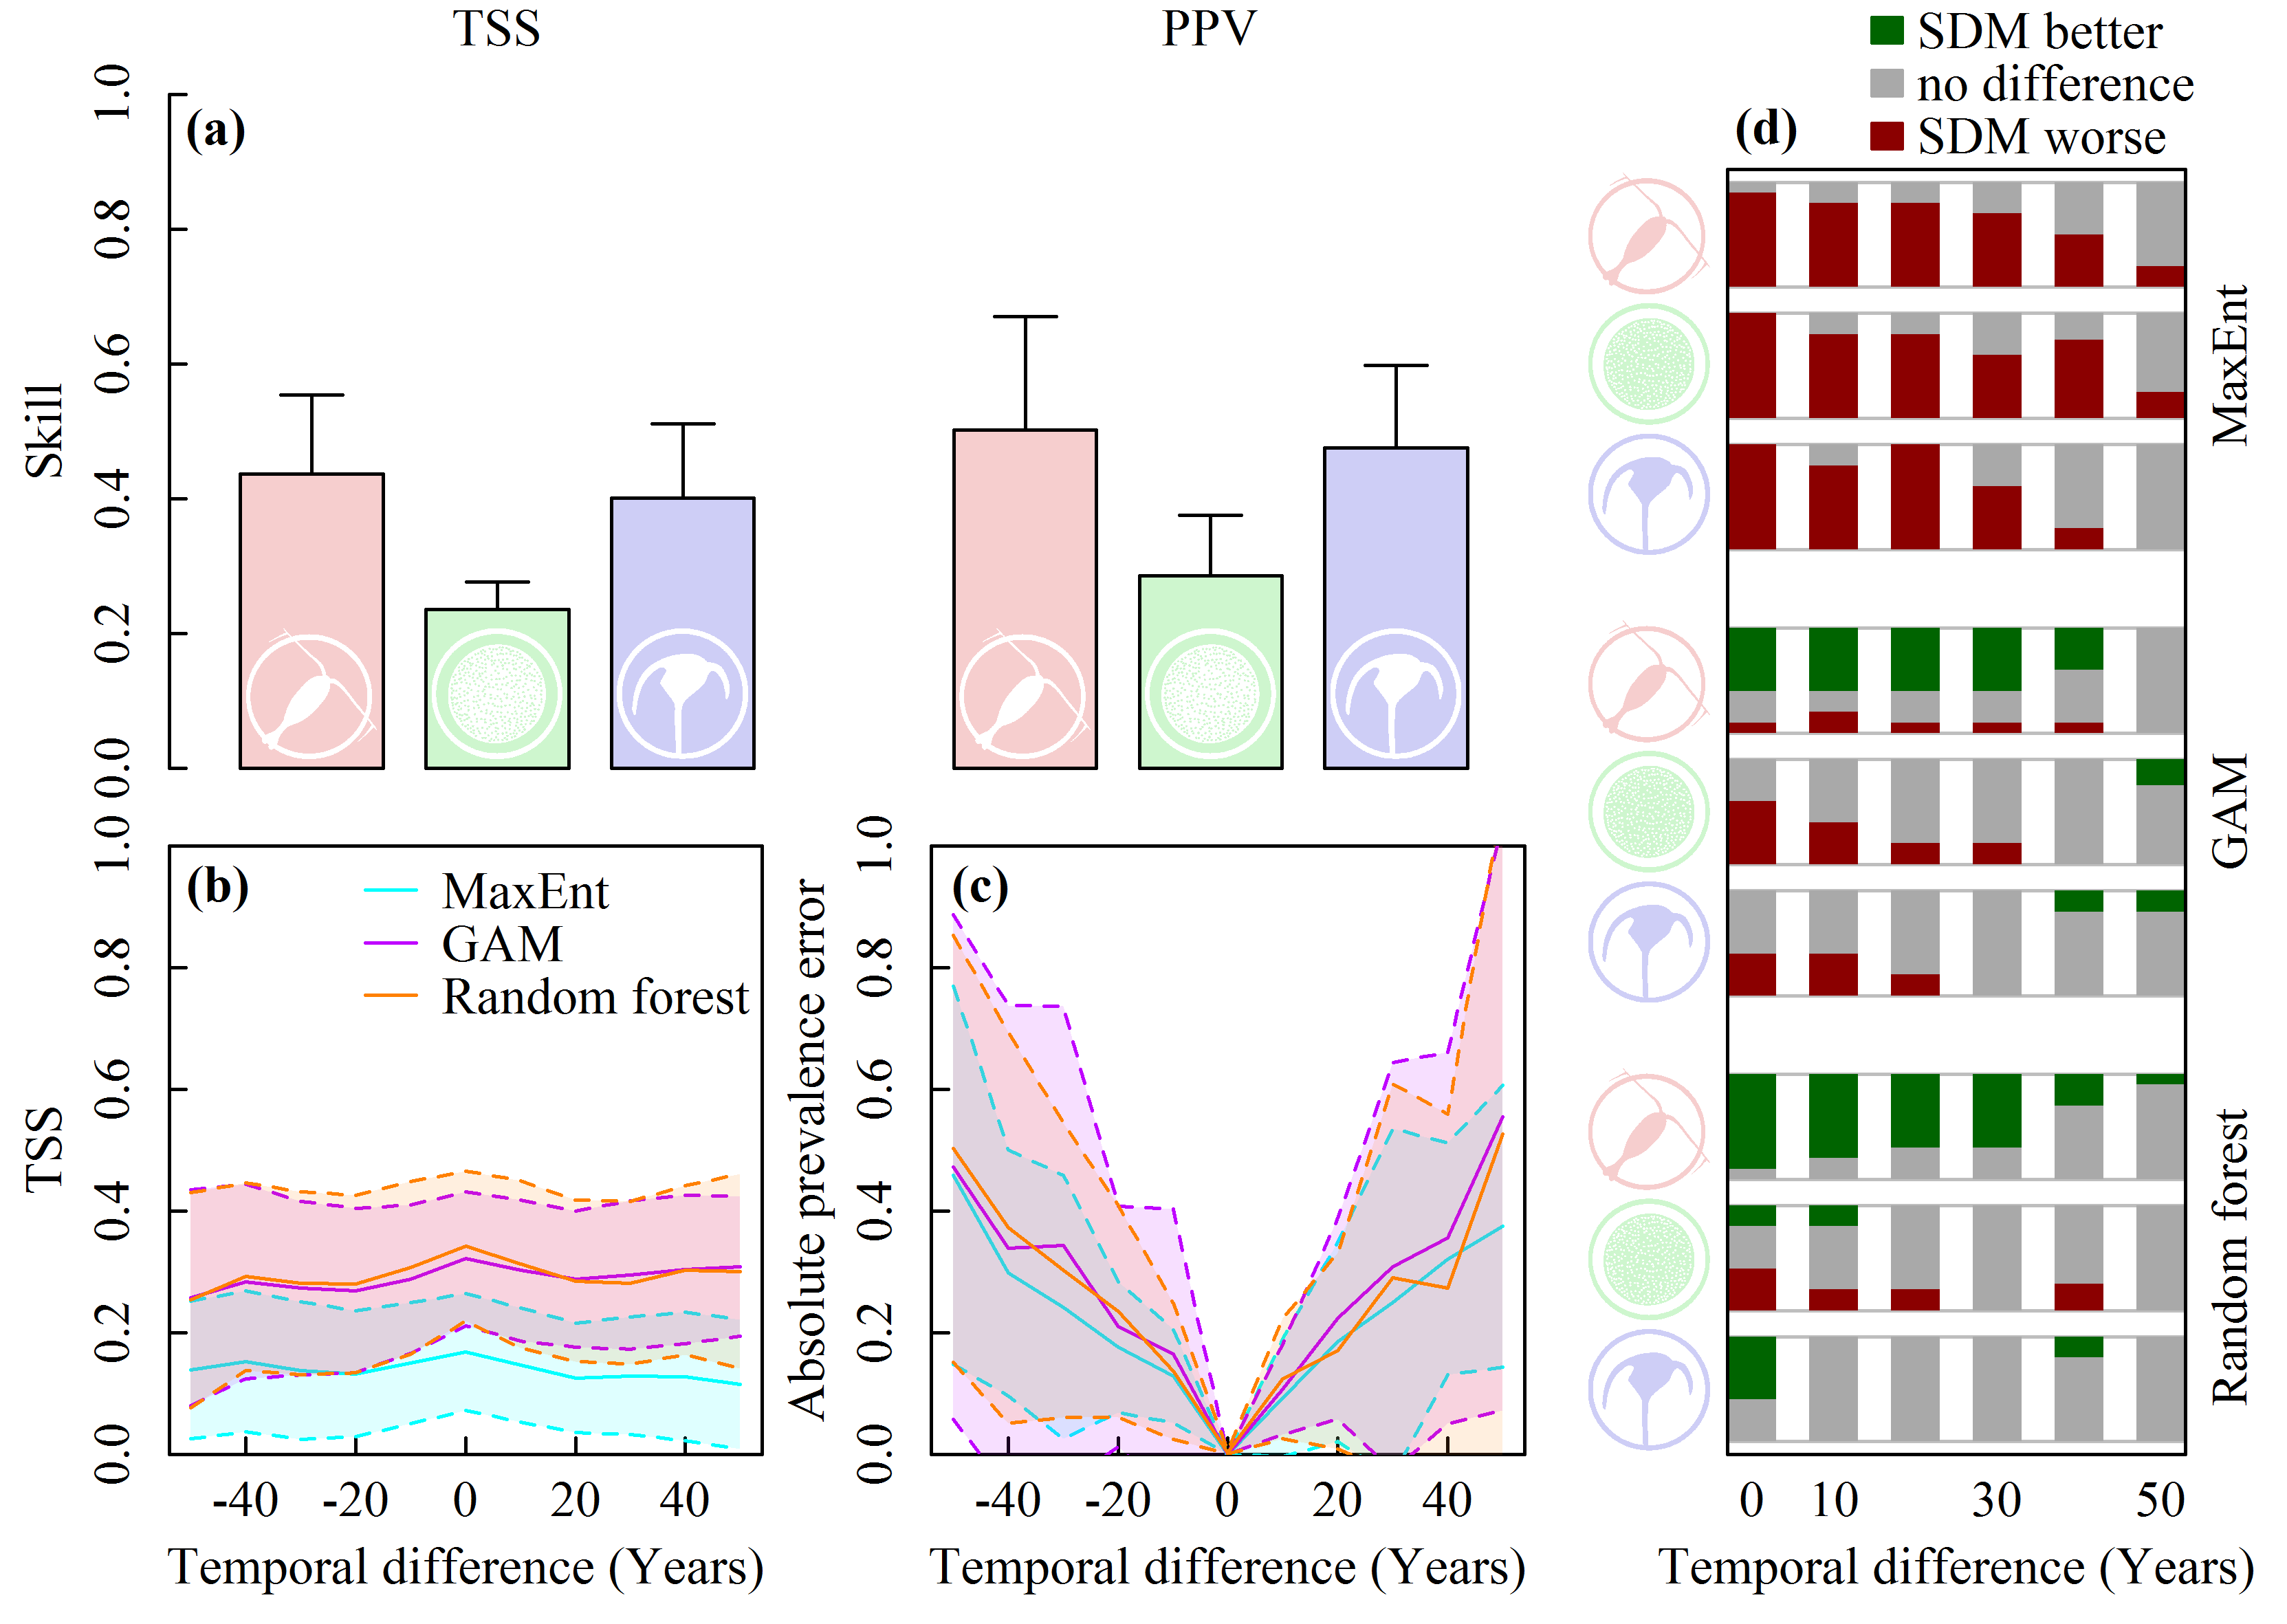 TSS
PPV
SDM better
no difference
SDM worse
(a)
(d)
Skill
0.0 0.2 0.4 0.6 0.8 1.0
MaxEnt
GAM
Random forest
(b)
MaxEnt
GAM
Random forest
TSS
0.0 0.2 0.4 0.6 0.8 1.0
-40 -20 0 20 40
Temporal difference (Years)
(c)
Absolute prevalence error
0.0 0.2 0.4 0.6 0.8 1.0
-40 -20 0 20 40
Temporal difference (Years)
0 10 30 50
Temporal difference (Years)